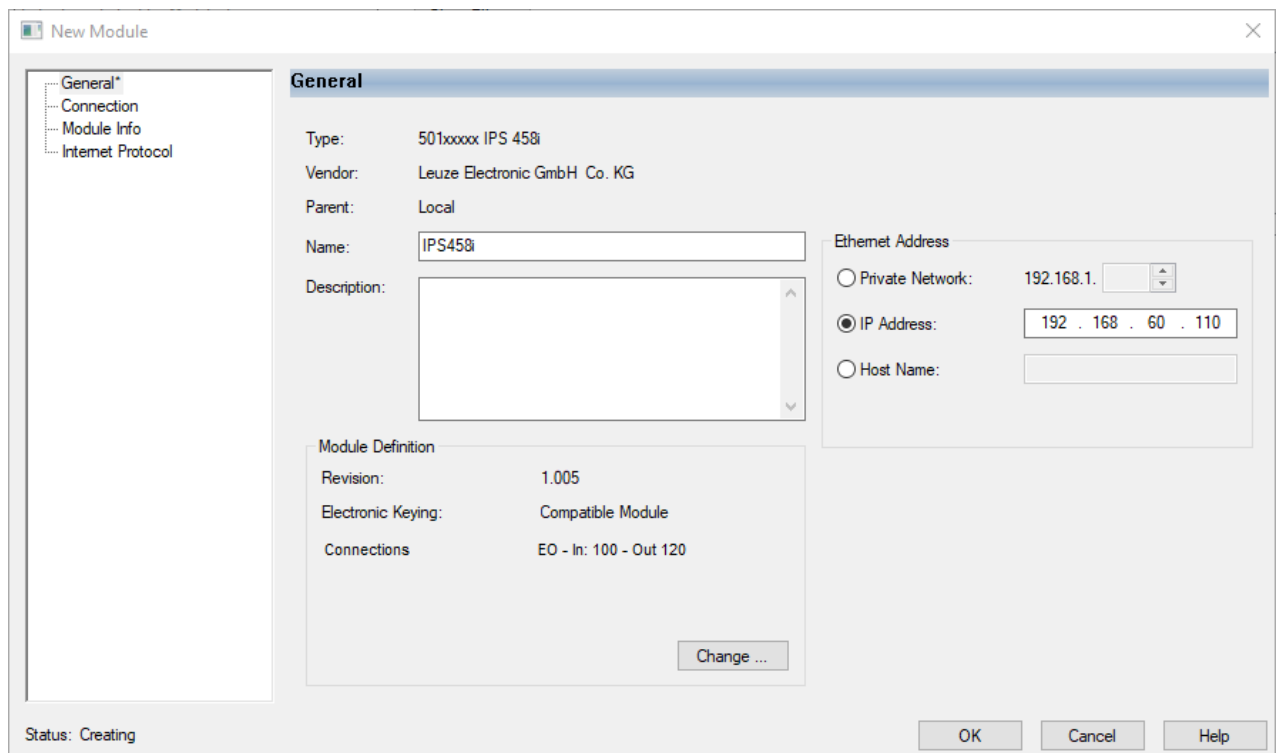 New Module
General*
Connection
Module Info
Internet Protocol
General
Type: 501xxxxx IPS 458i
Vendor: Leuze Electronic GmbH Co. KG
Parent: Local
Name: IPS458i
Description:
Ethernet Address
Private Network: 192.168.1.
IP Address: 192 . 168 . 60 . 110
Host Name:
Module Definition
Revision: 1.005
Electronic Keying: Compatible Module
Connections EO - In: 100 - Out 120
Change ...
Status: Creating
OK Cancel Help